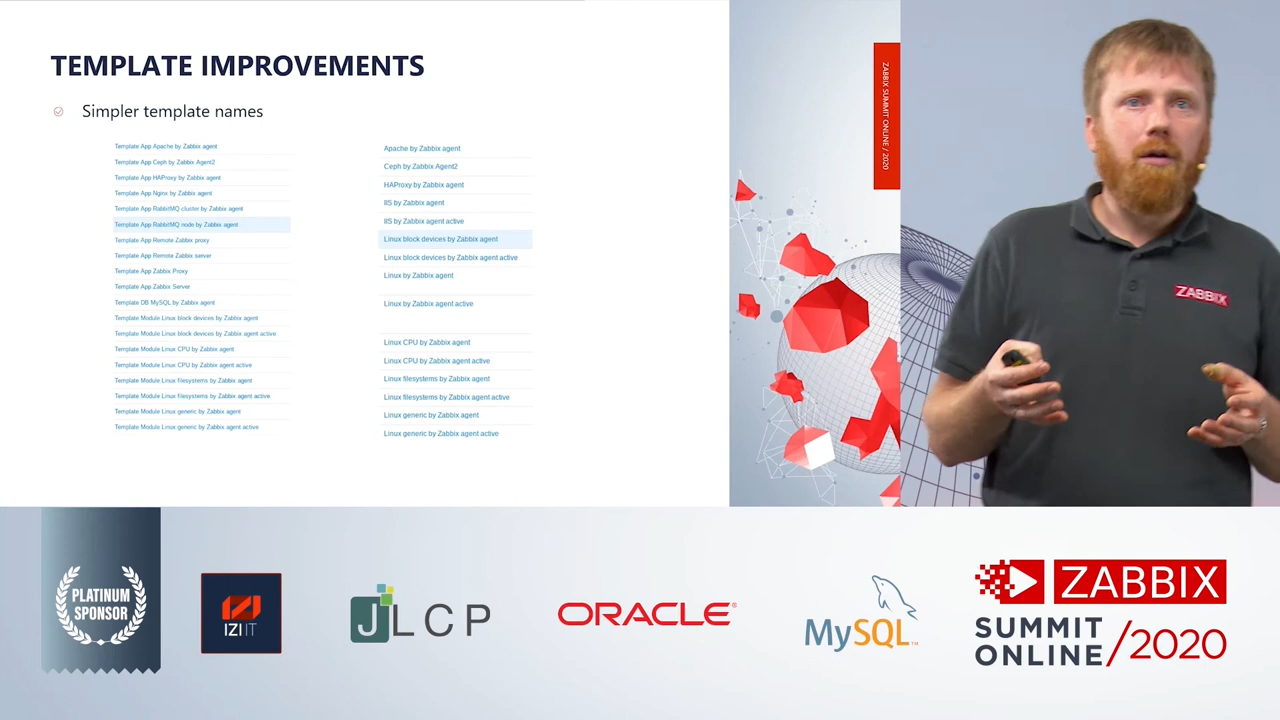 TEMPLATE IMPROVEMENTS
Simpler template names
Template App Apache by Zabbix agent
Template App Ceph by Zabbix Agent2
Template App HAProxy by Zabbix agent
Template App Nginx by Zabbix agent
Template App RabbitMQ cluster by Zabbix agent
Template App RabbitMQ node by Zabbix agent
Template App Remote Zabbix proxy
Template App Remote Zabbix server
Template App Zabbix Proxy
Template App Zabbix Server
Template DB MySQL by Zabbix agent
Template Module Linux block devices by Zabbix agent
Template Module Linux block devices by Zabbix agent active
Template Module Linux CPU by Zabbix agent
Template Module Linux CPU by Zabbix agent active
Template Module Linux filesystems by Zabbix agent
Template Module Linux filesystems by Zabbix agent active
Template Module Linux generic by Zabbix agent
Template Module Linux generic by Zabbix agent active
Apache by Zabbix agent
Ceph by Zabbix Agent2
HAProxy by Zabbix agent
IIS by Zabbix agent
IIS by Zabbix agent active
Linux block devices by Zabbix agent
Linux block devices by Zabbix agent active
Linux by Zabbix agent
Linux by Zabbix agent active
Linux CPU by Zabbix agent
Linux CPU by Zabbix agent active
Linux filesystems by Zabbix agent
Linux filesystems by Zabbix agent active
Linux generic by Zabbix agent
Linux generic by Zabbix agent active
ZABBIX SUMMIT ONLINE / 2020
ZABBIX
PLATINUM
SPONSOR
IZI IT
JLCP
ORACLE®
MySQL™
ZABBIX
SUMMIT
ONLINE/2020